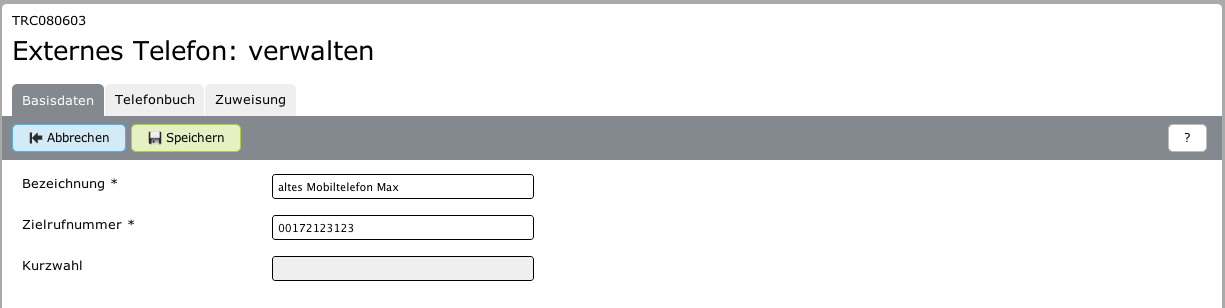 TRC080603
Externes Telefon: verwalten
Basisdaten Telefonbuch Zuweisung
Abbrechen Speichern ?
Bezeichnung * altes Mobiltelefon Max
Zielrufnummer * 00172123123
Kurzwahl